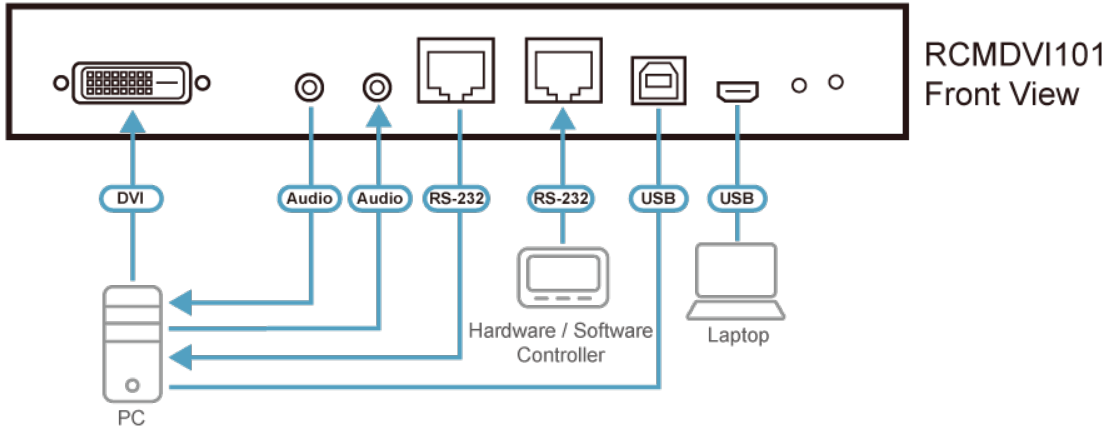 RCMDVI101
Front View
DVI
Audio
Audio
RS-232
RS-232
USB
USB
Hardware / Software
Controller
Laptop
PC